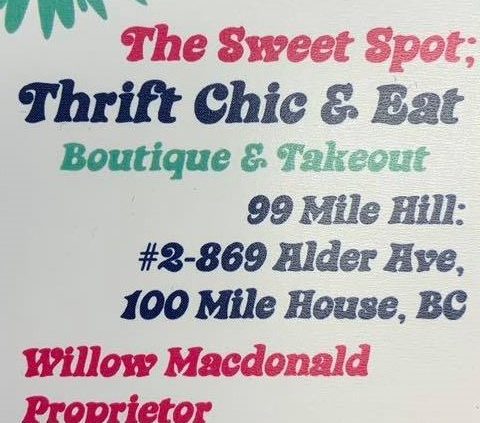 The Sweet Spot;
Thrift Chic & Eat
Boutique & Takeout
99 Mile Hill:
#2-869 Alder Ave,
100 Mile House, BC
Willow Macdonald
Proprietor